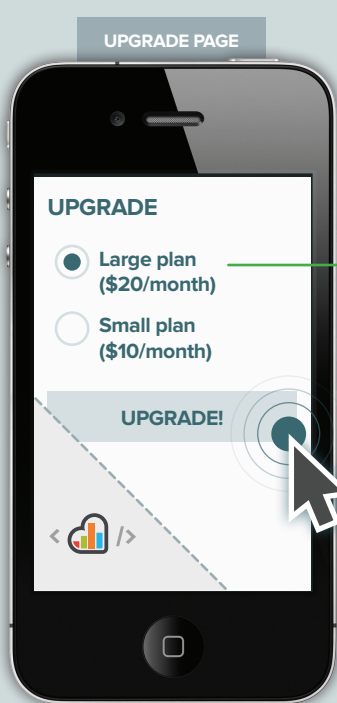 UPGRADE PAGE
UPGRADE
Large plan
($20/month)
Small plan
($10/month)
UPGRADE!
< />